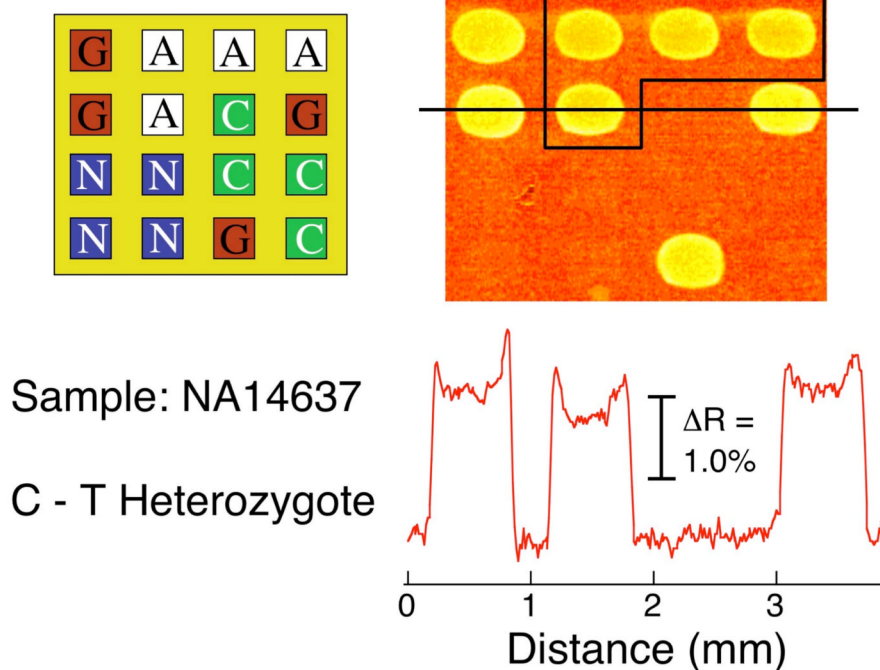 G A A A
G A C G
N N C C
N N G C
Sample: NA14637
C - T Heterozygote
ΔR =
1.0%
0 1 2 3
Distance (mm)